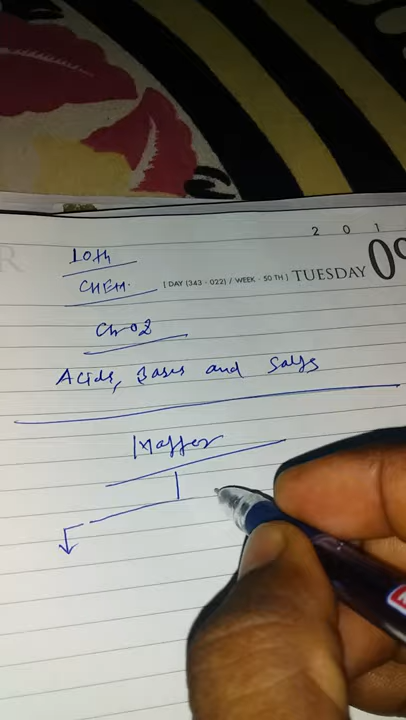 2 0 1
10th
CHEM. [ DAY (343 - 022) / WEEK - 50 TH ] TUESDAY 09
Ch-02
Acids, Bases and Salts
Matter